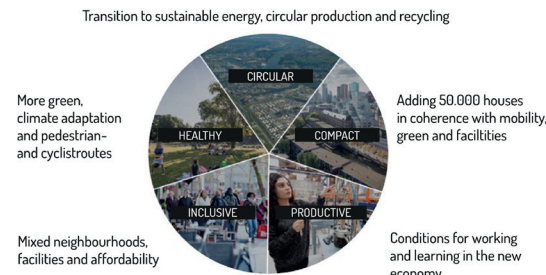 Transition to sustainable energy, circular production and recycling
CIRCULAR
More green,
climate adaptation
and pedestrian-
and cyclistroutes
HEALTHY
COMPACT
Adding 50.000 houses
in coherence with mobility,
green and faciltities
INCLUSIVE
PRODUCTIVE
Mixed neighbourhoods,
facilities and affordability
Conditions for working
and learning in the new
economy